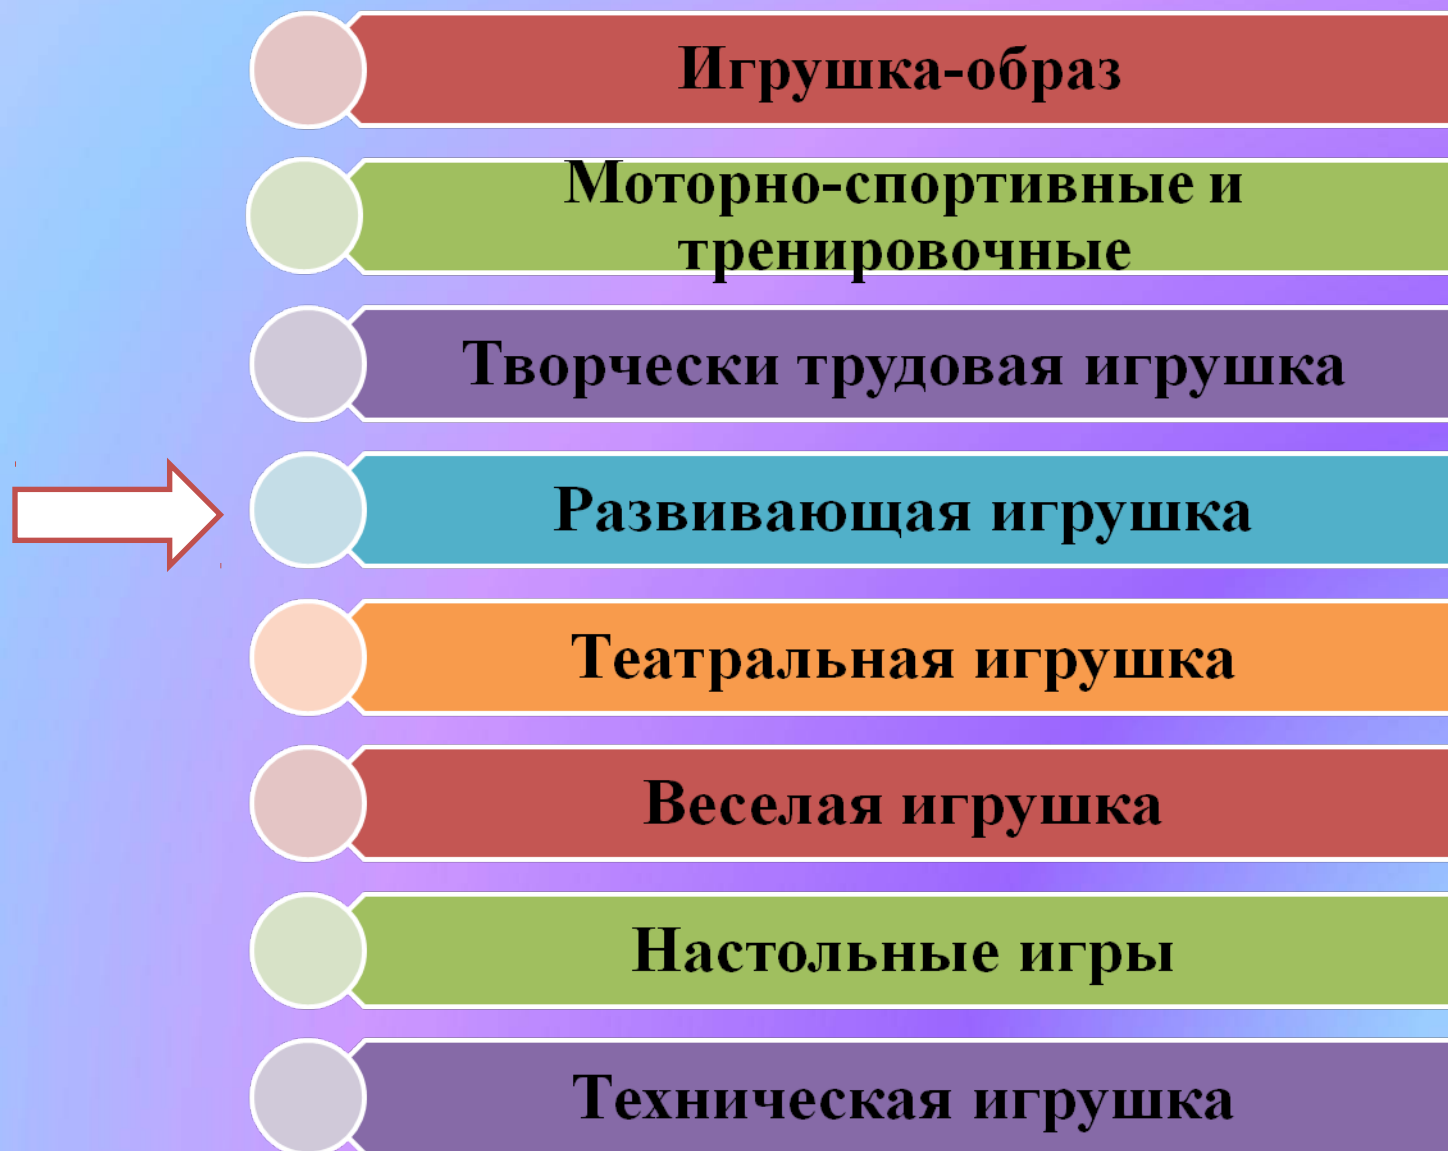 Игрушка-образ
Моторно-спортивные и
тренировочные
Творчески трудовая игрушка
Развивающая игрушка
Театральная игрушка
Веселая игрушка
Настольные игры
Техническая игрушка